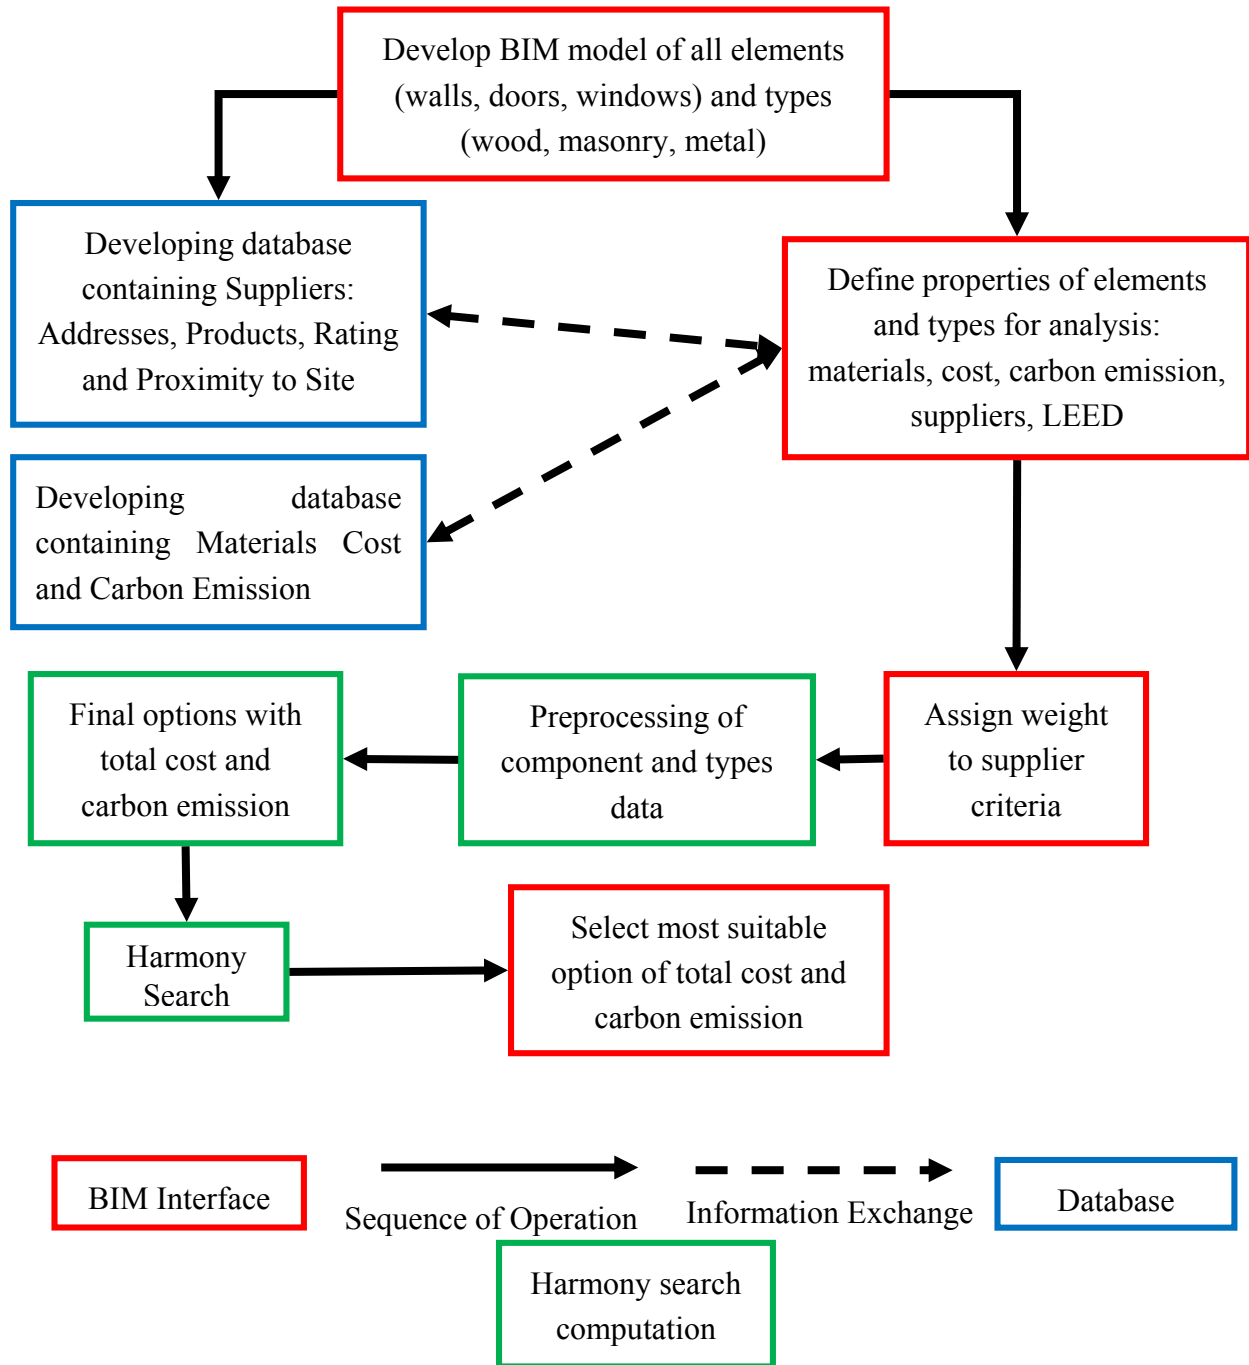 Develop BIM model of all elements
(walls, doors, windows) and types
(wood, masonry, metal)
Developing database
containing Suppliers:
Addresses, Products, Rating
and Proximity to Site
Define properties of elements
and types for analysis:
materials, cost, carbon emission,
suppliers, LEED
Developing database
containing Materials Cost
and Carbon Emission
Final options with
total cost and
carbon emission
Preprocessing of
component and types
data
Assign weight
to supplier
criteria
Harmony
Search
Select most suitable
option of total cost and
carbon emission
BIM Interface
Sequence of Operation
Information Exchange
Database
Harmony search
computation